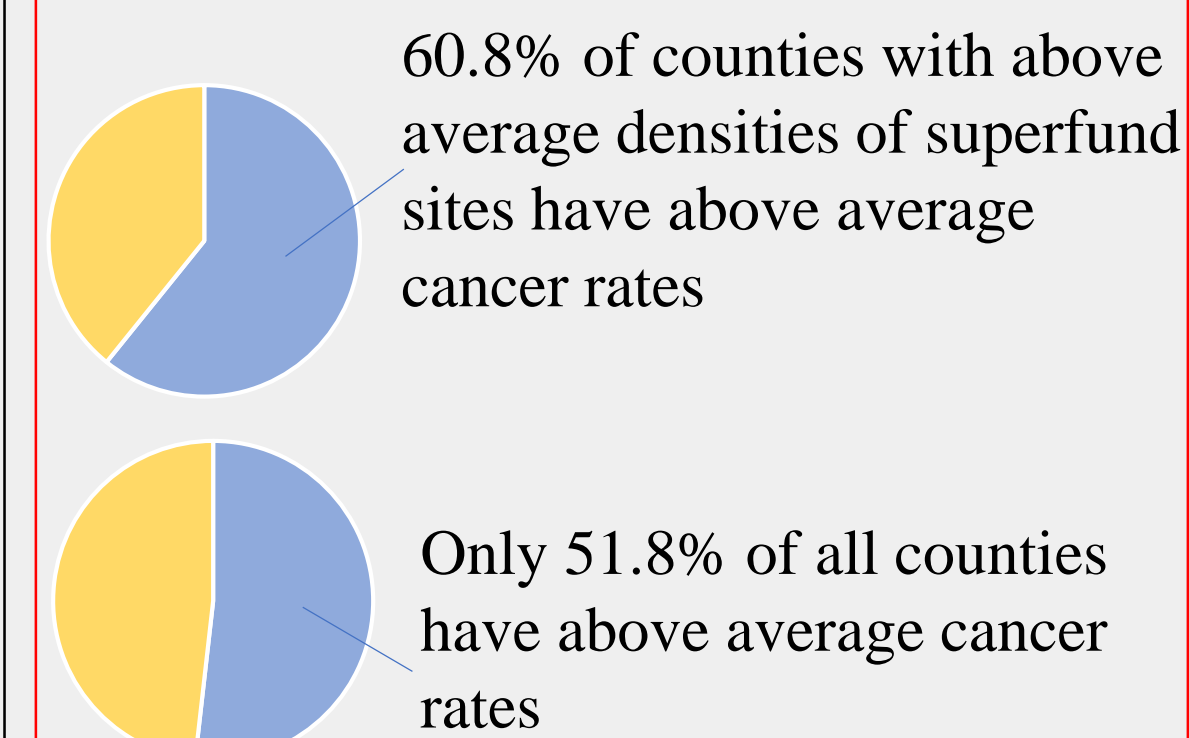 60.8% of counties with above
average densities of superfund
sites have above average
cancer rates
Only 51.8% of all counties
have above average cancer
rates